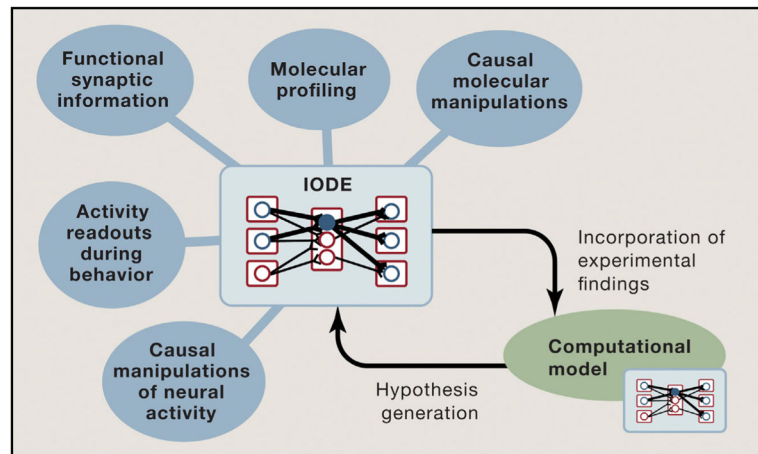 Functional
synaptic
information
Molecular
profiling
Causal
molecular
manipulations
IODE
Activity
readouts
during
behavior
Causal
manipulations
of neural
activity
Incorporation of
experimental
findings
Computational
model
Hypothesis
generation